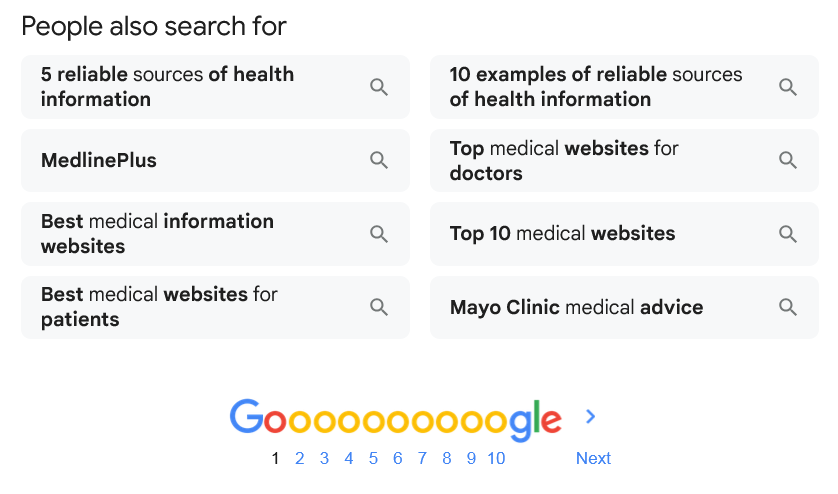 People also search for
5 reliable sources of health
information
10 examples of reliable sources
of health information
MedlinePlus
Top medical websites for
doctors
Best medical information
websites
Top 10 medical websites
Best medical websites for
patients
Mayo Clinic medical advice
Goooooooooogle
1 2 3 4 5 6 7 8 9 10 Next